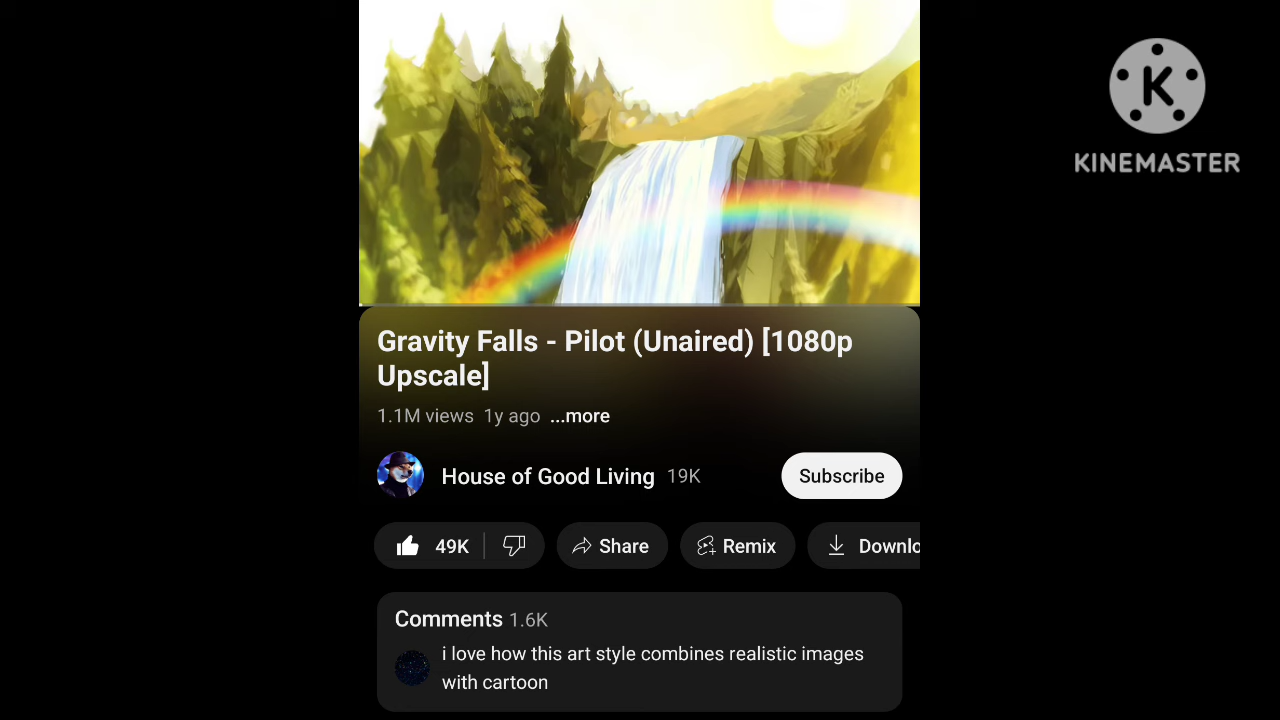 K
KINEMASTER
Gravity Falls - Pilot (Unaired) [1080p
Upscale]
1.1M views 1y ago ...more
House of Good Living 19K
Subscribe
49K
Share
Remix
Downlo
Comments 1.6K
i love how this art style combines realistic images
with cartoon